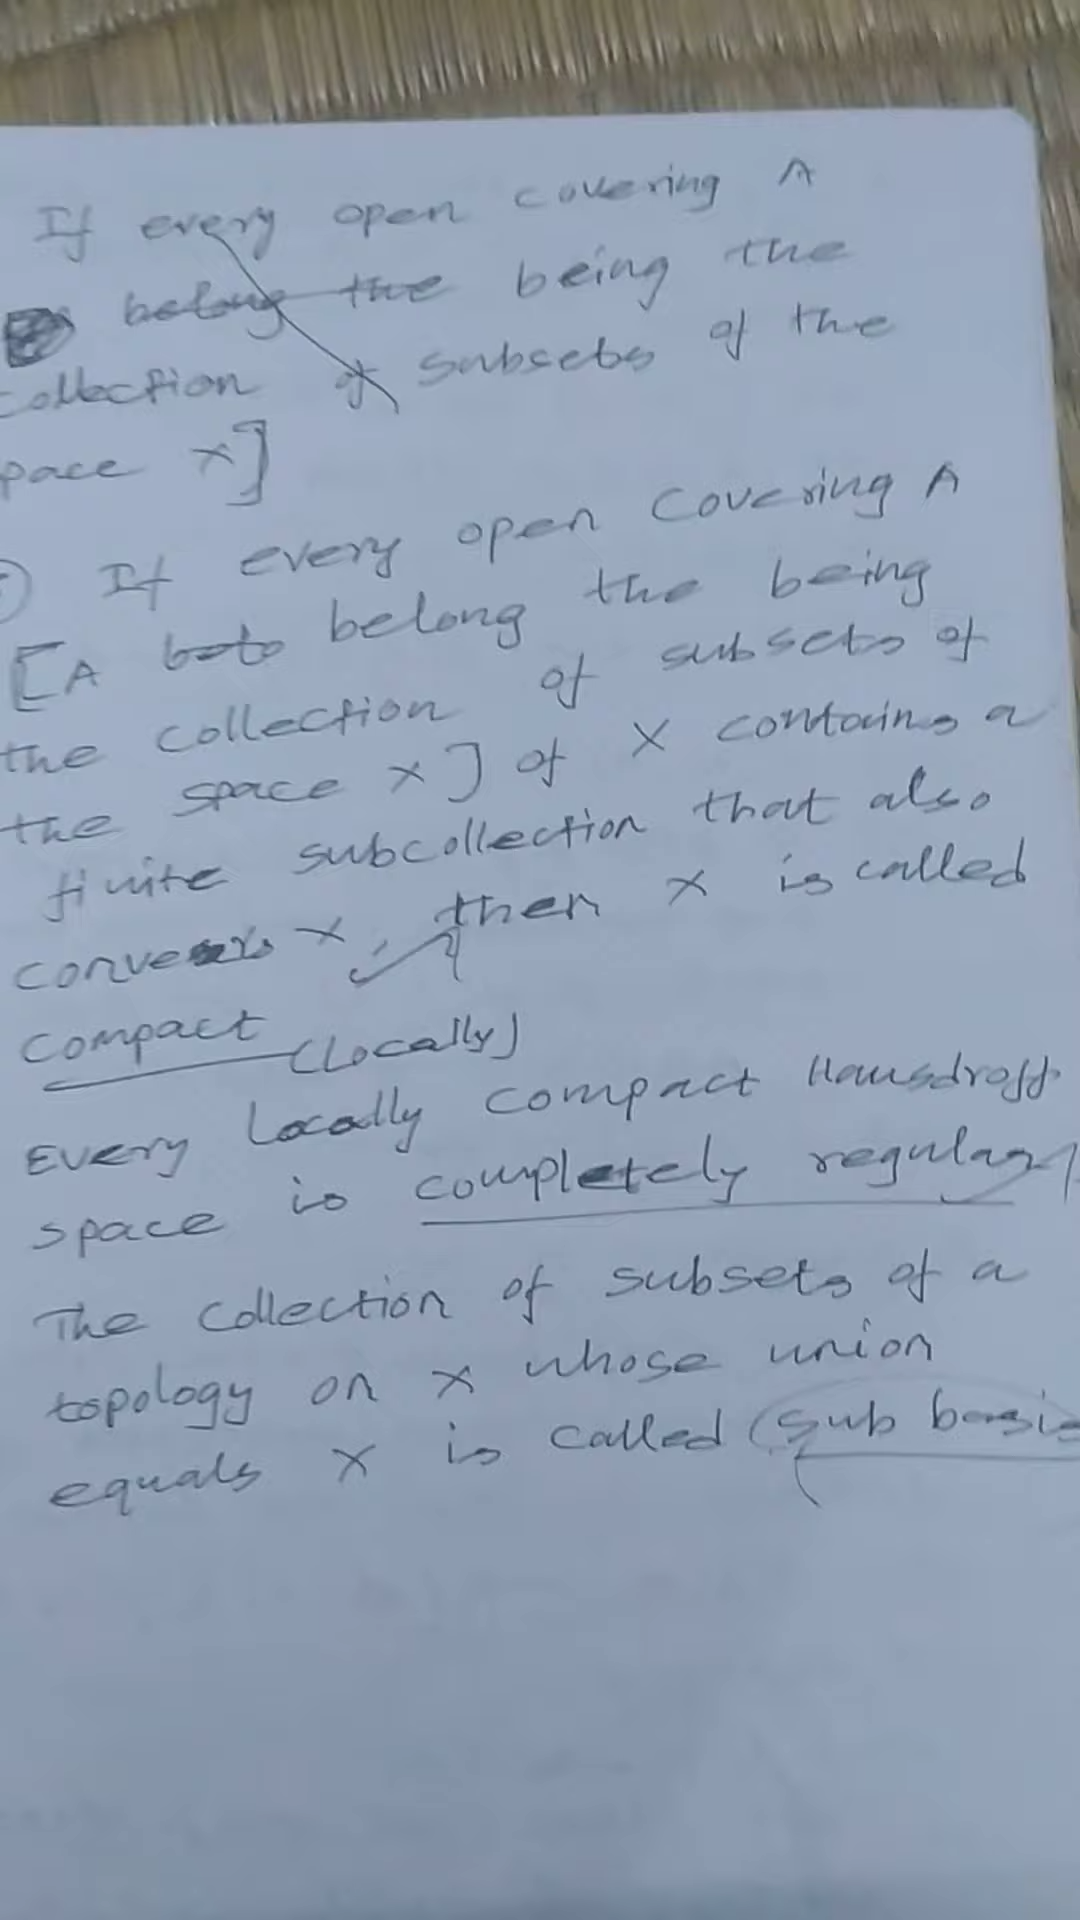 If every open covering A
belong the being the
collection of subsets of the
pace X]
If every open covering A
[A boto belong the being
the collection of subsets of
the space X] of X contains a
finite subcollection that also
X, then X is called
compact (Locally)
Every Locally compact Hausdroff
space is completely regular
The collection of subsets of a
topology on X whose union
equals X is called (sub basis